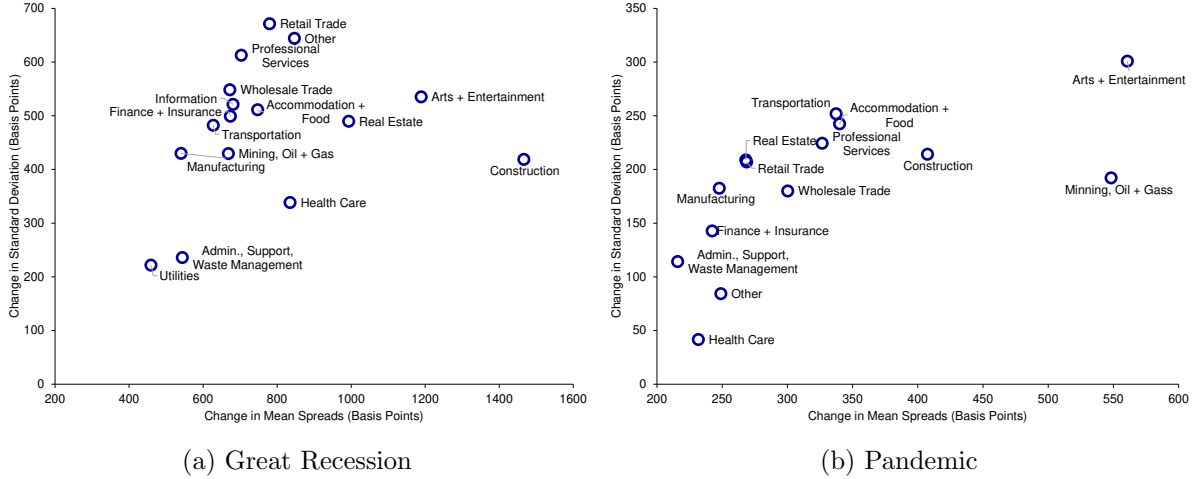 700
600
500
400
300
200
100
0
200
400
600
800
1000
1200
1400
1600
Change in Standard Deviation (Basis Points)
Change in Mean Spreads (Basis Points)
Retail Trade
Other
Professional
Services
Wholesale Trade
Information
Finance + Insurance
Accommodation +
Food
Arts + Entertainment
Real Estate
Transportation
Mining, Oil + Gas
Manufacturing
Construction
Health Care
Admin., Support,
Waste Management
Utilities
(a) Great Recession
350
300
250
200
150
100
50
0
200
250
300
350
400
450
500
550
600
Change in Standard Deviation (Basis Points)
Change in Mean Spreads (Basis Points)
Arts + Entertainment
Transportation
Accommodation +
Food
Real Estate
Professional
Services
Retail Trade
Construction
Manufacturing
Wholesale Trade
Minning, Oil + Gass
Finance + Insurance
Admin., Support,
Waste Management
Other
Health Care
(b) Pandemic